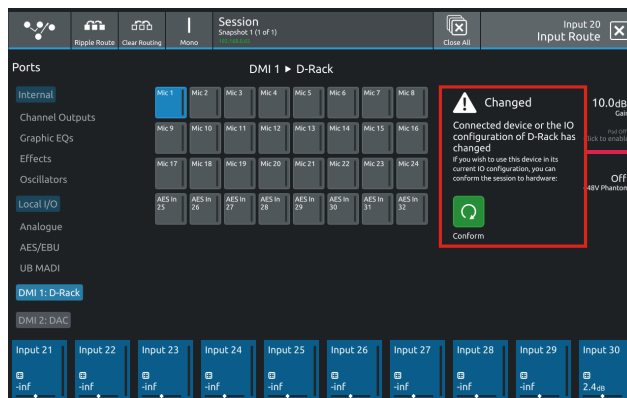 Session
Snapshot 1 (1 of 1)
Ripple Route
Clear Routing
Mono
Close All
Input 20
Input Route
Ports
DMI 1 ▸ D-Rack
Internal
Channel Outputs
Graphic EQs
Effects
Oscillators
Local I/O
Analogue
AES/EBU
UB MADI
DMI 1: D-Rack
DMI 2: DAC
Mic 1 Mic 2 Mic 3 Mic 4 Mic 5 Mic 6 Mic 7 Mic 8
Mic 9 Mic 10 Mic 11 Mic 12 Mic 13 Mic 14 Mic 15 Mic 16
Mic 17 Mic 18 Mic 19 Mic 20 Mic 21 Mic 22 Mic 23 Mic 24
AES In AES In AES In AES In AES In AES In AES In AES In
25 26 27 28 29 30 31 32
Changed
Connected device or the IO
configuration of D-Rack has
changed
If you wish to use this device in its
current IO configuration, you can
conform the session to hardware:
Conform
10.0dB
Gain
Pad Off
lick to enable
Off
48V Phantom
Input 21 Input 22 Input 23 Input 24 Input 25 Input 26 Input 27 Input 28 Input 29 Input 30
-inf -inf -inf -inf -inf -inf -inf -inf -inf 2.4dB